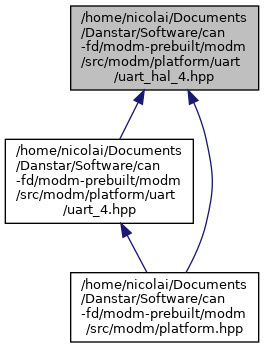 /home/nicolai/Documents
/Danstar/Software/can
-fd/modm-prebuilt/modm
/src/modm/platform/uart
/uart_hal_4.hpp
/home/nicolai/Documents
/Danstar/Software/can
-fd/modm-prebuilt/modm
/src/modm/platform/uart
/uart_4.hpp
/home/nicolai/Documents
/Danstar/Software/can
-fd/modm-prebuilt/modm
/src/modm/platform.hpp